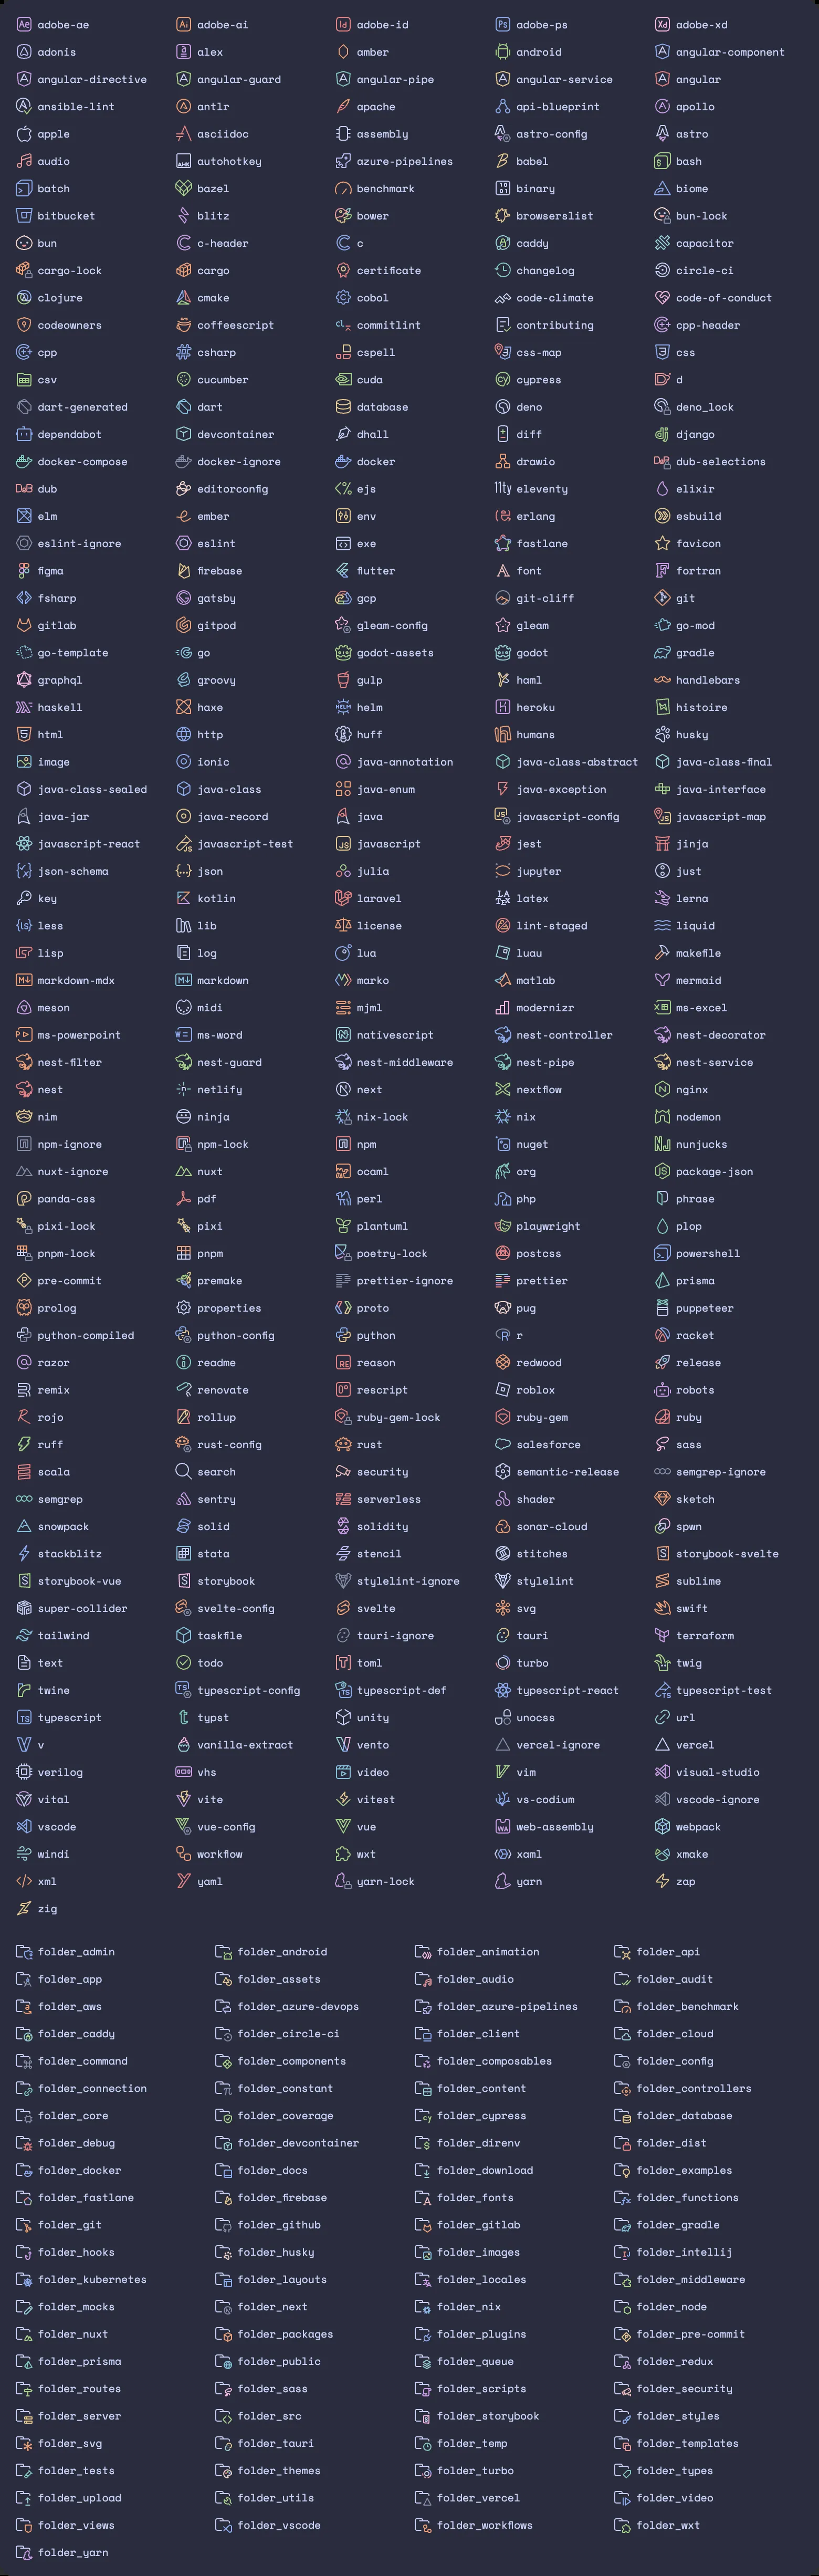 adobe-ae adobe-ai adobe-id adobe-ps adobe-xd
adonis alex amber android angular-component
angular-directive angular-guard angular-pipe angular-service angular
ansible-lint antlr apache api-blueprint apollo
apple asciidoc assembly astro-config astro
audio autohotkey azure-pipelines babel bash
batch bazel benchmark binary biome
bitbucket blitz bower browserslist bun-lock
bun c-header c caddy capacitor
cargo-lock cargo certificate changelog circle-ci
clojure cmake cobol code-climate code-of-conduct
codeowners coffeescript commitlint contributing cpp-header
cpp csharp cspell css-map css
csv cucumber cuda cypress d
dart-generated dart database deno deno_lock
dependabot devcontainer dhall diff django
docker-compose docker-ignore docker drawio dub-selections
dub editorconfig ejs eleventy elixir
elm ember env erlang esbuild
eslint-ignore eslint exe fastlane favicon
figma firebase flutter font fortran
fsharp gatsby gcp git-cliff git
gitlab gitpod gleam-config gleam go-mod
go-template go godot-assets godot gradle
graphql groovy gulp haml handlebars
haskell haxe helm heroku histoire
html http huff humans husky
image ionic java-annotation java-class-abstract java-class-final
java-class-sealed java-class java-enum java-exception java-interface
java-jar java-record java javascript-config javascript-map
javascript-react javascript-test javascript jest jinja
json-schema json julia jupyter just
key kotlin laravel latex lerna
less lib license lint-staged liquid
lisp log lua luau makefile
markdown-mdx markdown marko matlab mermaid
meson midi mjml modernizr ms-excel
ms-powerpoint ms-word nativescript nest-controller nest-decorator
nest-filter nest-guard nest-middleware nest-pipe nest-service
nest netlify next nextflow nginx
nim ninja nix-lock nix nodemon
npm-ignore npm-lock npm nuget nunjucks
nuxt-ignore nuxt ocaml org package-json
panda-css pdf perl php phrase
pixi-lock pixi plantuml playwright plop
pnpm-lock pnpm poetry-lock postcss powershell
pre-commit premake prettier-ignore prettier prisma
prolog properties proto pug puppeteer
python-compiled python-config python r racket
razor readme reason redwood release
remix renovate rescript roblox robots
rojo rollup ruby-gem-lock ruby-gem ruby
ruff rust-config rust salesforce sass
scala search security semantic-release semgrep-ignore
semgrep sentry serverless shader sketch
snowpack solid solidity sonar-cloud spwn
stackblitz stata stencil stitches storybook-svelte
storybook-vue storybook stylelint-ignore stylelint sublime
super-collider svelte-config svelte svg swift
tailwind taskfile tauri-ignore tauri terraform
text todo toml turbo twig
twine typescript-config typescript-def typescript-react typescript-test
typescript typst unity unocss url
v vanilla-extract vento vercel-ignore vercel
verilog vhs video vim visual-studio
vital vite vitest vs-codium vscode-ignore
vscode vue-config vue web-assembly webpack
windi workflow wxt xaml xmake
xml yaml yarn-lock yarn zap
zig
folder_admin folder_android folder_animation folder_api
folder_app folder_assets folder_audio folder_audit
folder_aws folder_azure-devops folder_azure-pipelines folder_benchmark
folder_caddy folder_circle-ci folder_client folder_cloud
folder_command folder_components folder_composables folder_config
folder_connection folder_constant folder_content folder_controllers
folder_core folder_coverage folder_cypress folder_database
folder_debug folder_devcontainer folder_direnv folder_dist
folder_docker folder_docs folder_download folder_examples
folder_fastlane folder_firebase folder_fonts folder_functions
folder_git folder_github folder_gitlab folder_gradle
folder_hooks folder_husky folder_images folder_intellij
folder_kubernetes folder_layouts folder_locales folder_middleware
folder_mocks folder_next folder_nix folder_node
folder_nuxt folder_packages folder_plugins folder_pre-commit
folder_prisma folder_public folder_queue folder_redux
folder_routes folder_sass folder_scripts folder_security
folder_server folder_src folder_storybook folder_styles
folder_svg folder_tauri folder_temp folder_templates
folder_tests folder_themes folder_turbo folder_types
folder_upload folder_utils folder_vercel folder_video
folder_views folder_vscode folder_workflows folder_wxt
folder_yarn